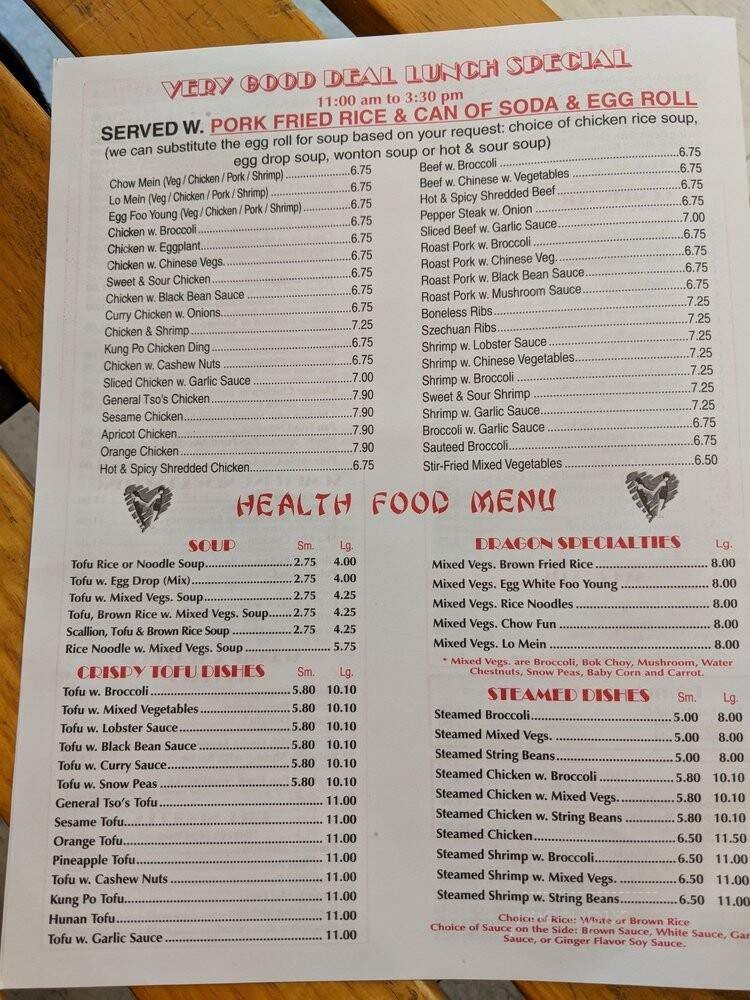 VERY GOOD DEAL LUNCH SPECIAL
11:00 am to 3:30 pm
SERVED W. PORK FRIED RICE & CAN OF SODA & EGG ROLL
(we can substitute the egg roll for soup based on your request: choice of chicken rice soup,
egg drop soup, wonton soup or hot & sour soup)
Chow Mein (Veg / Chicken / Pork / Shrimp) 6.75
Lo Mein (Veg / Chicken / Pork / Shrimp) 6.75
Egg Foo Young (Veg / Chicken / Pork / Shrimp) 6.75
Chicken w. Broccoli 6.75
Chicken w. Eggplant 6.75
Chicken w. Chinese Vegs. 6.75
Sweet & Sour Chicken 6.75
Chicken w. Black Bean Sauce 6.75
Curry Chicken w. Onions 6.75
Chicken & Shrimp 7.25
Kung Po Chicken Ding 6.75
Chicken w. Cashew Nuts 6.75
Sliced Chicken w. Garlic Sauce 7.00
General Tso's Chicken 7.90
Sesame Chicken 7.90
Apricot Chicken 7.90
Orange Chicken 7.90
Hot & Spicy Shredded Chicken 6.75
Beef w. Broccoli 6.75
Beef w. Chinese Vegetables 6.75
Hot & Spicy Shredded Beef 6.75
Pepper Steak w. Onion 6.75
Sliced Beef w. Garlic Sauce 7.00
Roast Pork w. Broccoli 6.75
Roast Pork w. Chinese Veg. 6.75
Roast Pork w. Black Bean Sauce 6.75
Roast Pork w. Mushroom Sauce 6.75
Boneless Ribs 7.25
Szechuan Ribs 7.25
Shrimp w. Lobster Sauce 7.25
Shrimp w. Chinese Vegetables 7.25
Shrimp w. Broccoli 7.25
Sweet & Sour Shrimp 7.25
Shrimp w. Garlic Sauce 7.25
Broccoli w. Garlic Sauce 6.75
Sauteed Broccoli 6.75
Stir-Fried Mixed Vegetables 6.50
HEALTH FOOD MENU
SOUP Sm. Lg.
Tofu Rice or Noodle Soup 2.75 4.00
Tofu w. Egg Drop (Mix) 2.75 4.00
Tofu w. Mixed Vegs. Soup 2.75 4.25
Tofu, Brown Rice w. Mixed Vegs. Soup 2.75 4.25
Scallion, Tofu & Brown Rice Soup 2.75 4.25
Rice Noodle w. Mixed Vegs. Soup 5.75
CRISPY TOFU DISHES Sm. Lg.
Tofu w. Broccoli 5.80 10.10
Tofu w. Mixed Vegetables 5.80 10.10
Tofu w. Lobster Sauce 5.80 10.10
Tofu w. Black Bean Sauce 5.80 10.10
Tofu w. Curry Sauce 5.80 10.10
Tofu w. Snow Peas 5.80 10.10
General Tso's Tofu 11.00
Sesame Tofu 11.00
Orange Tofu 11.00
Pineapple Tofu 11.00
Tofu w. Cashew Nuts 11.00
Kung Po Tofu 11.00
Hunan Tofu 11.00
Tofu w. Garlic Sauce 11.00
DRAGON SPECIALTIES Lg.
Mixed Vegs. Brown Fried Rice 8.00
Mixed Vegs. Egg White Foo Young 8.00
Mixed Vegs. Rice Noodles 8.00
Mixed Vegs. Chow Fun 8.00
Mixed Vegs. Lo Mein 8.00
* Mixed Vegs. are Broccoli, Bok Choy, Mushroom, Water
Chestnuts, Snow Peas, Baby Corn and Carrot.
STEAMED DISHES Sm. Lg.
Steamed Broccoli 5.00 8.00
Steamed Mixed Vegs. 5.00 8.00
Steamed String Beans 5.00 8.00
Steamed Chicken w. Broccoli 5.80 10.10
Steamed Chicken w. Mixed Vegs. 5.80 10.10
Steamed Chicken w. String Beans 5.80 10.10
Steamed Chicken 6.50 11.50
Steamed Shrimp w. Broccoli 6.50 11.00
Steamed Shrimp w. Mixed Vegs. 6.50 11.00
Steamed Shrimp w. String Beans 6.50 11.00
Choice of Rice: White or Brown Rice
Choice of Sauce on the Side: Brown Sauce, White Sauce, Gar
Sauce, or Ginger Flavor Soy Sauce.